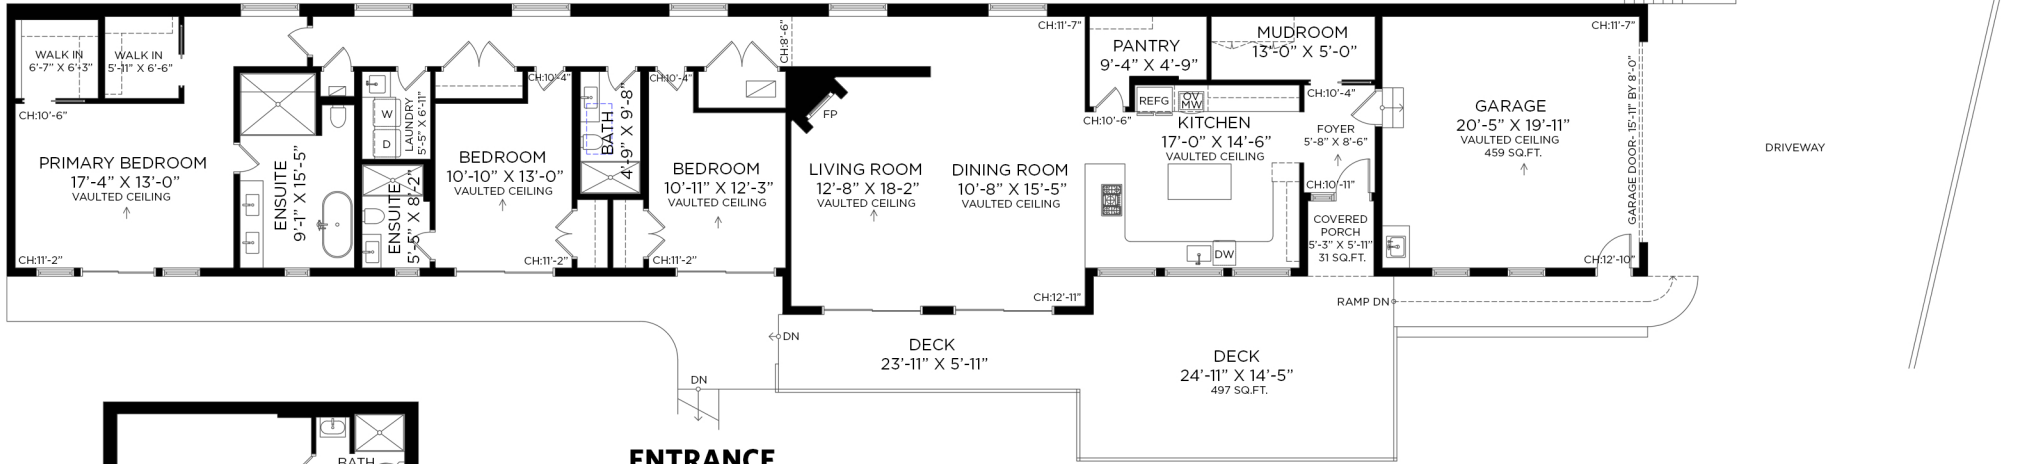 WALK IN
6'-7" X 6'-3"
WALK IN
5'-11" X 6'-6"
CH:10'-6"
PRIMARY BEDROOM
17'-4" X 13'-0"
VAULTED CEILING
CH:11'-2"
ENSUITE
9'-1" X 15'-5"
W
D
LAUNDRY
5'-5" X 6'-11"
ENSUITE
5'-5" X 8'-2"
BEDROOM
10'-10" X 13'-0"
VAULTED CEILING
CH:10'-4"
CH:11'-2"
BATH
4'-9" X 9'-8"
CH:10'-4"
BEDROOM
10'-11" X 12'-3"
VAULTED CEILING
CH:11'-2"
CH:8'-6"
FP
LIVING ROOM
12'-8" X 18'-2"
VAULTED CEILING
DINING ROOM
10'-8" X 15'-5"
VAULTED CEILING
CH:11'-7"
CH:12'-11"
PANTRY
9'-4" X 4'-9"
CH:10'-6"
MUDROOM
13'-0" X 5'-0"
REFG
OV
MW
KITCHEN
17'-0" X 14'-6"
VAULTED CEILING
DW
CH:10'-4"
FOYER
5'-8" X 8'-6"
CH:10'-11"
COVERED
PORCH
5'-3" X 5'-11"
31 SQ.FT.
CH:11'-7"
GARAGE
20'-5" X 19'-11"
VAULTED CEILING
459 SQ.FT.
GARAGE DOOR- 15'-11" BY 8'-0"
CH:12'-10"
DRIVEWAY
RAMP DN
DN
DECK
23'-11" X 5'-11"
DECK
24'-11" X 14'-5"
497 SQ.FT.
DN
BATH
ENTRANCE